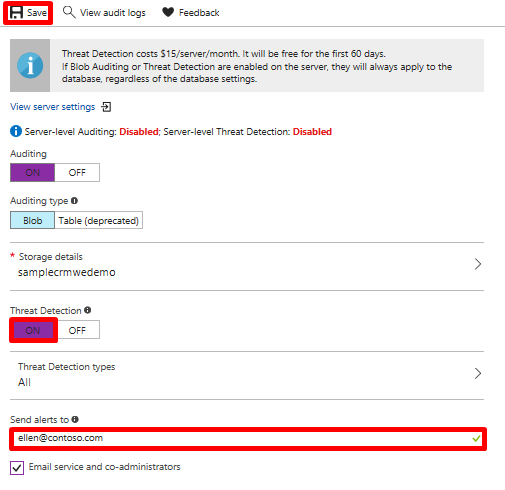 Save View audit logs Feedback
Threat Detection costs $15/server/month. It will be free for the first 60 days.
If Blob Auditing or Threat Detection are enabled on the server, they will always apply to the
database, regardless of the database settings.
View server settings
Server-level Auditing: Disabled; Server-level Threat Detection: Disabled
Auditing
ON OFF
Auditing type
Blob Table (deprecated)
* Storage details
samplecrmwedemo
Threat Detection
ON OFF
Threat Detection types
All
Send alerts to
ellen@contoso.com
Email service and co-administrators